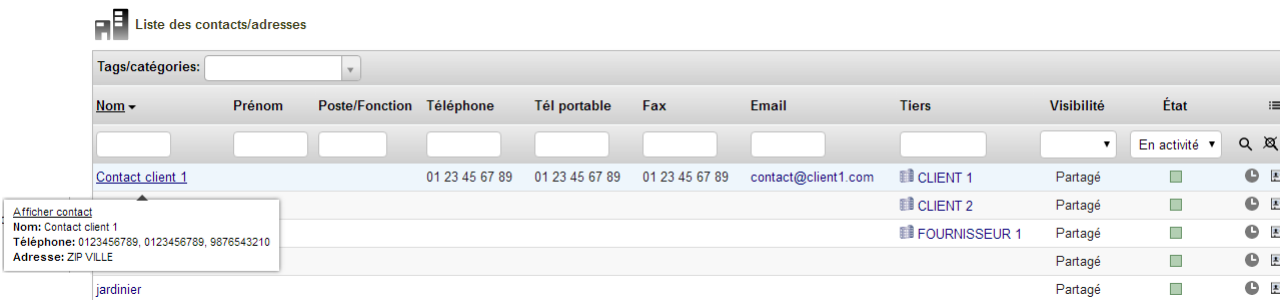 Liste des contacts/adresses
Tags/catégories:
Nom Prénom Poste/Fonction Téléphone Tél portable Fax Email Tiers Visibilité État
En activité
Contact client 1 01 23 45 67 89 01 23 45 67 89 01 23 45 67 89 contact@client1.com CLIENT 1 Partagé
CLIENT 2 Partagé
FOURNISSEUR 1 Partagé
Partagé
jardinier Partagé
Afficher contact
Nom: Contact client 1
Téléphone: 0123456789, 0123456789, 9876543210
Adresse: ZIP VILLE